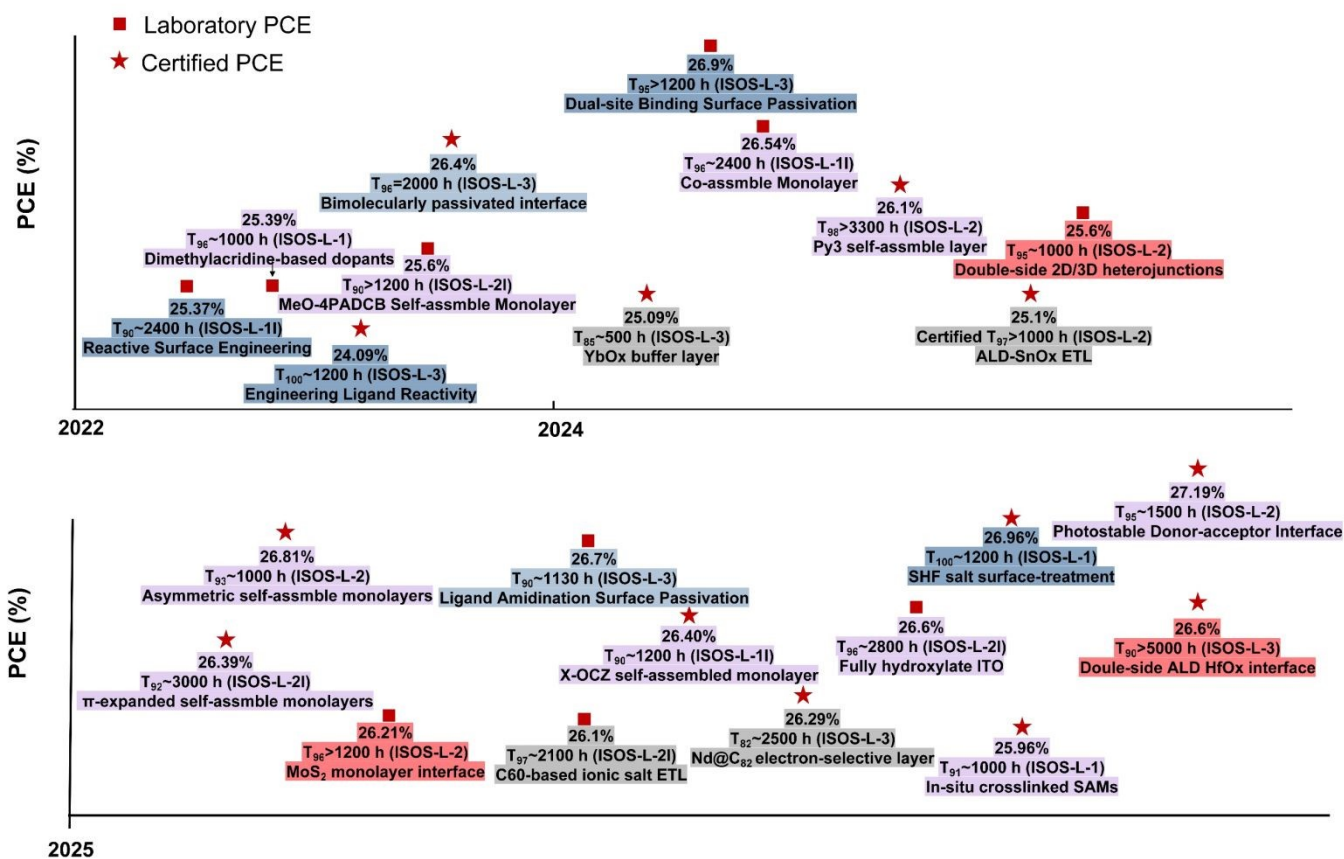 Laboratory PCE
Certified PCE
PCE (%)
26.9%
T₉₅>1200 h (ISOS-L-3)
Dual-site Binding Surface Passivation
26.54%
T₉₆~2400 h (ISOS-L-1I)
Co-assmble Monolayer
26.4%
T₉₆=2000 h (ISOS-L-3)
Bimolecularly passivated interface
26.1%
T₉₈>3300 h (ISOS-L-2)
Py3 self-assmble layer
25.6%
T₉₅~1000 h (ISOS-L-2)
Double-side 2D/3D heterojunctions
25.39%
T₉₆~1000 h (ISOS-L-1)
Dimethylacridine-based dopants
25.6%
T₉₀>1200 h (ISOS-L-2I)
MeO-4PADCB Self-assmble Monolayer
25.37%
T₉₀~2400 h (ISOS-L-1I)
Reactive Surface Engineering
24.09%
T₁₀₀~1200 h (ISOS-L-3)
Engineering Ligand Reactivity
25.09%
T₈₅~500 h (ISOS-L-3)
YbOx buffer layer
25.1%
Certified T₉₇>1000 h (ISOS-L-2)
ALD-SnOx ETL
2022
2024
PCE (%)
27.19%
T₉₅~1500 h (ISOS-L-2)
Photostable Donor-acceptor Interface
26.81%
T₉₃~1000 h (ISOS-L-2)
Asymmetric self-assmble monolayers
26.7%
T₉₀~1130 h (ISOS-L-3)
Ligand Amidination Surface Passivation
26.96%
T₁₀₀~1200 h (ISOS-L-1)
SHF salt surface-treatment
26.39%
T₉₂~3000 h (ISOS-L-2I)
π-expanded self-assmble monolayers
26.40%
T₉₀~1200 h (ISOS-L-1I)
X-OCZ self-assembled monolayer
26.6%
T₉₆~2800 h (ISOS-L-2I)
Fully hydroxylate ITO
26.6%
T₉₀>5000 h (ISOS-L-3)
Doule-side ALD HfOx interface
26.21%
T₉₆>1200 h (ISOS-L-2)
MoS₂ monolayer interface
26.1%
T₉₇~2100 h (ISOS-L-2I)
C60-based ionic salt ETL
26.29%
T₈₂~2500 h (ISOS-L-3)
Nd@C₈₂ electron-selective layer
25.96%
T₉₁~1000 h (ISOS-L-1)
In-situ crosslinked SAMs
2025